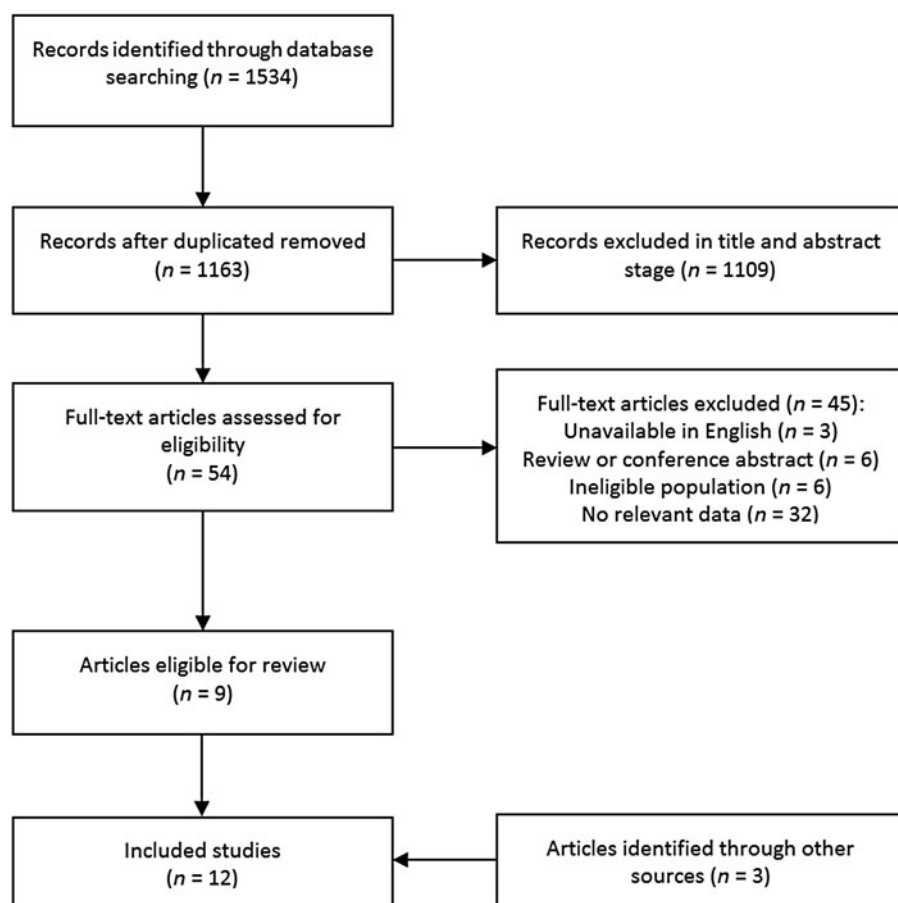 Records identified through database
searching (n = 1534)
Records after duplicated removed
(n = 1163)
Records excluded in title and abstract
stage (n = 1109)
Full-text articles assessed for
eligibility
(n = 54)
Full-text articles excluded (n = 45):
Unavailable in English (n = 3)
Review or conference abstract (n = 6)
Ineligible population (n = 6)
No relevant data (n = 32)
Articles eligible for review
(n = 9)
Included studies
(n = 12)
Articles identified through other
sources (n = 3)